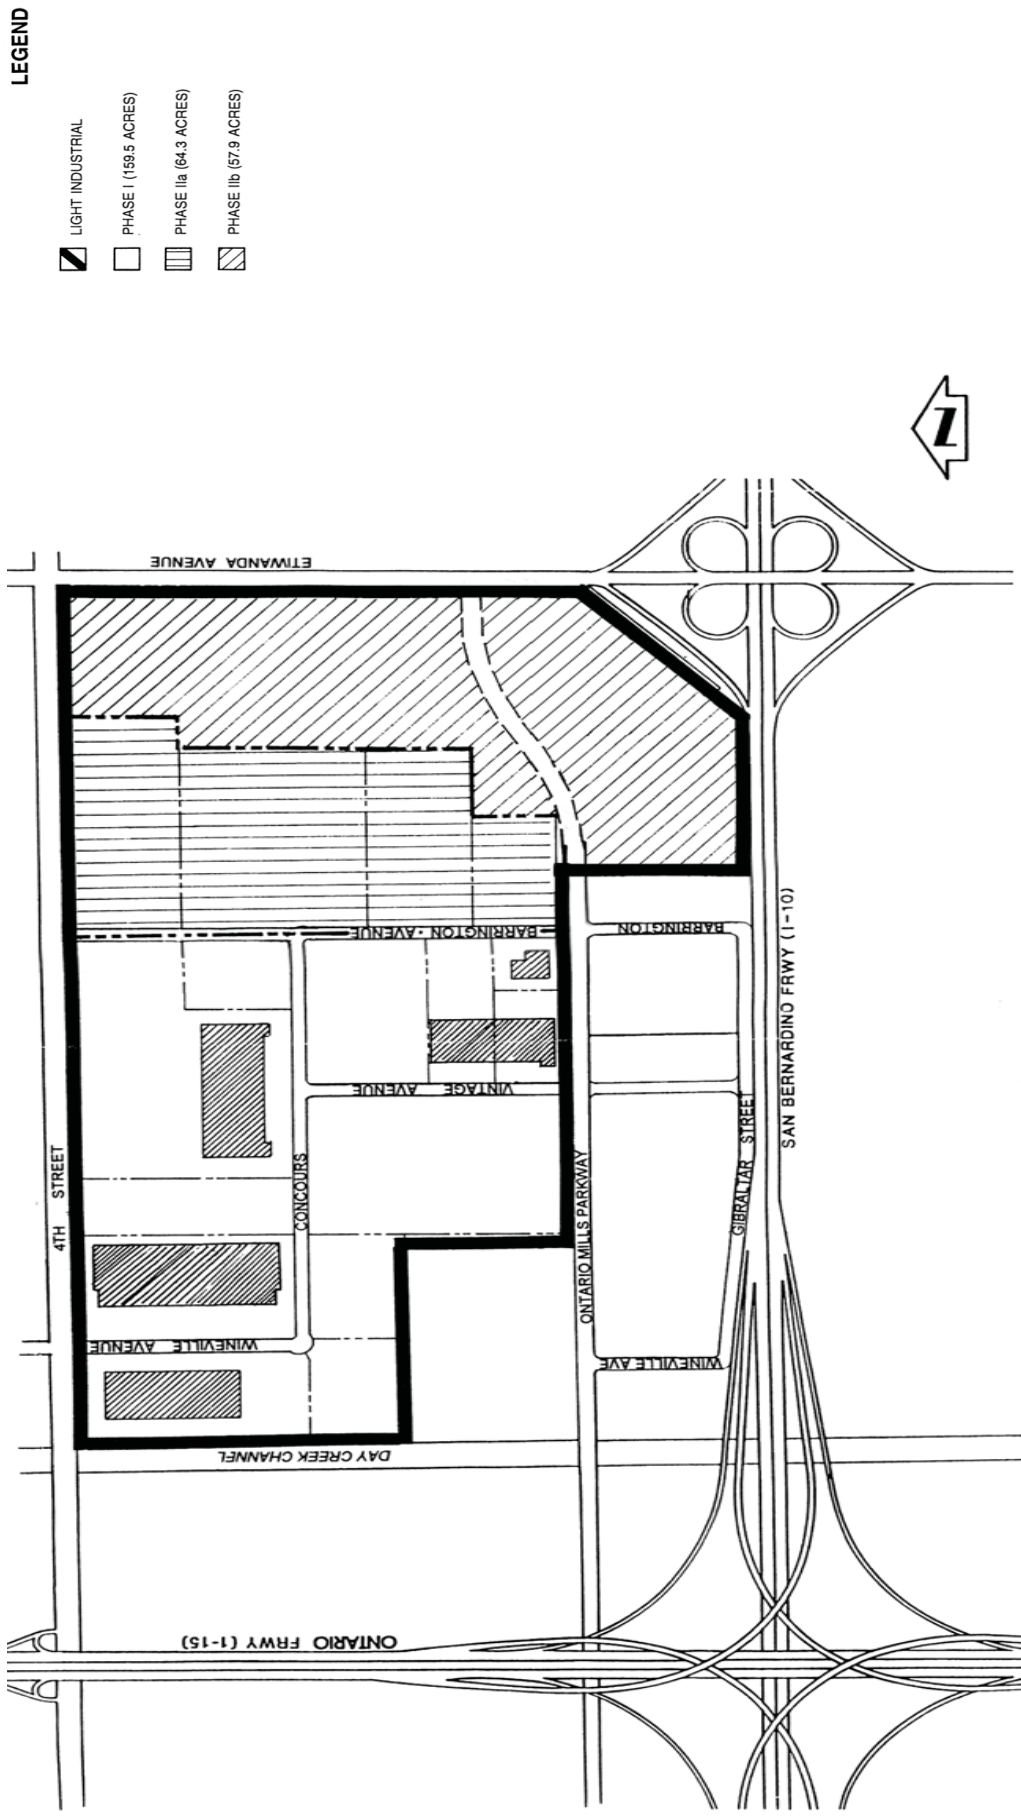 LEGEND
LIGHT INDUSTRIAL
PHASE I (159.5 ACRES)
PHASE IIa (64.3 ACRES)
PHASE IIb (57.9 ACRES)
N
ETIWANDA AVENUE
4TH STREET
BARRINGTON AVENUE
BARRINGTON
VINTAGE AVENUE
CONCOURS
ONTARIO MILLS PARKWAY
GIBRALTAR STREET
SAN BERNARDINO FRWY (I-10)
WINEVILLE AVENUE
WINEVILLE AVE
DAY CREEK CHANNEL
ONTARIO FRWY (1-15)